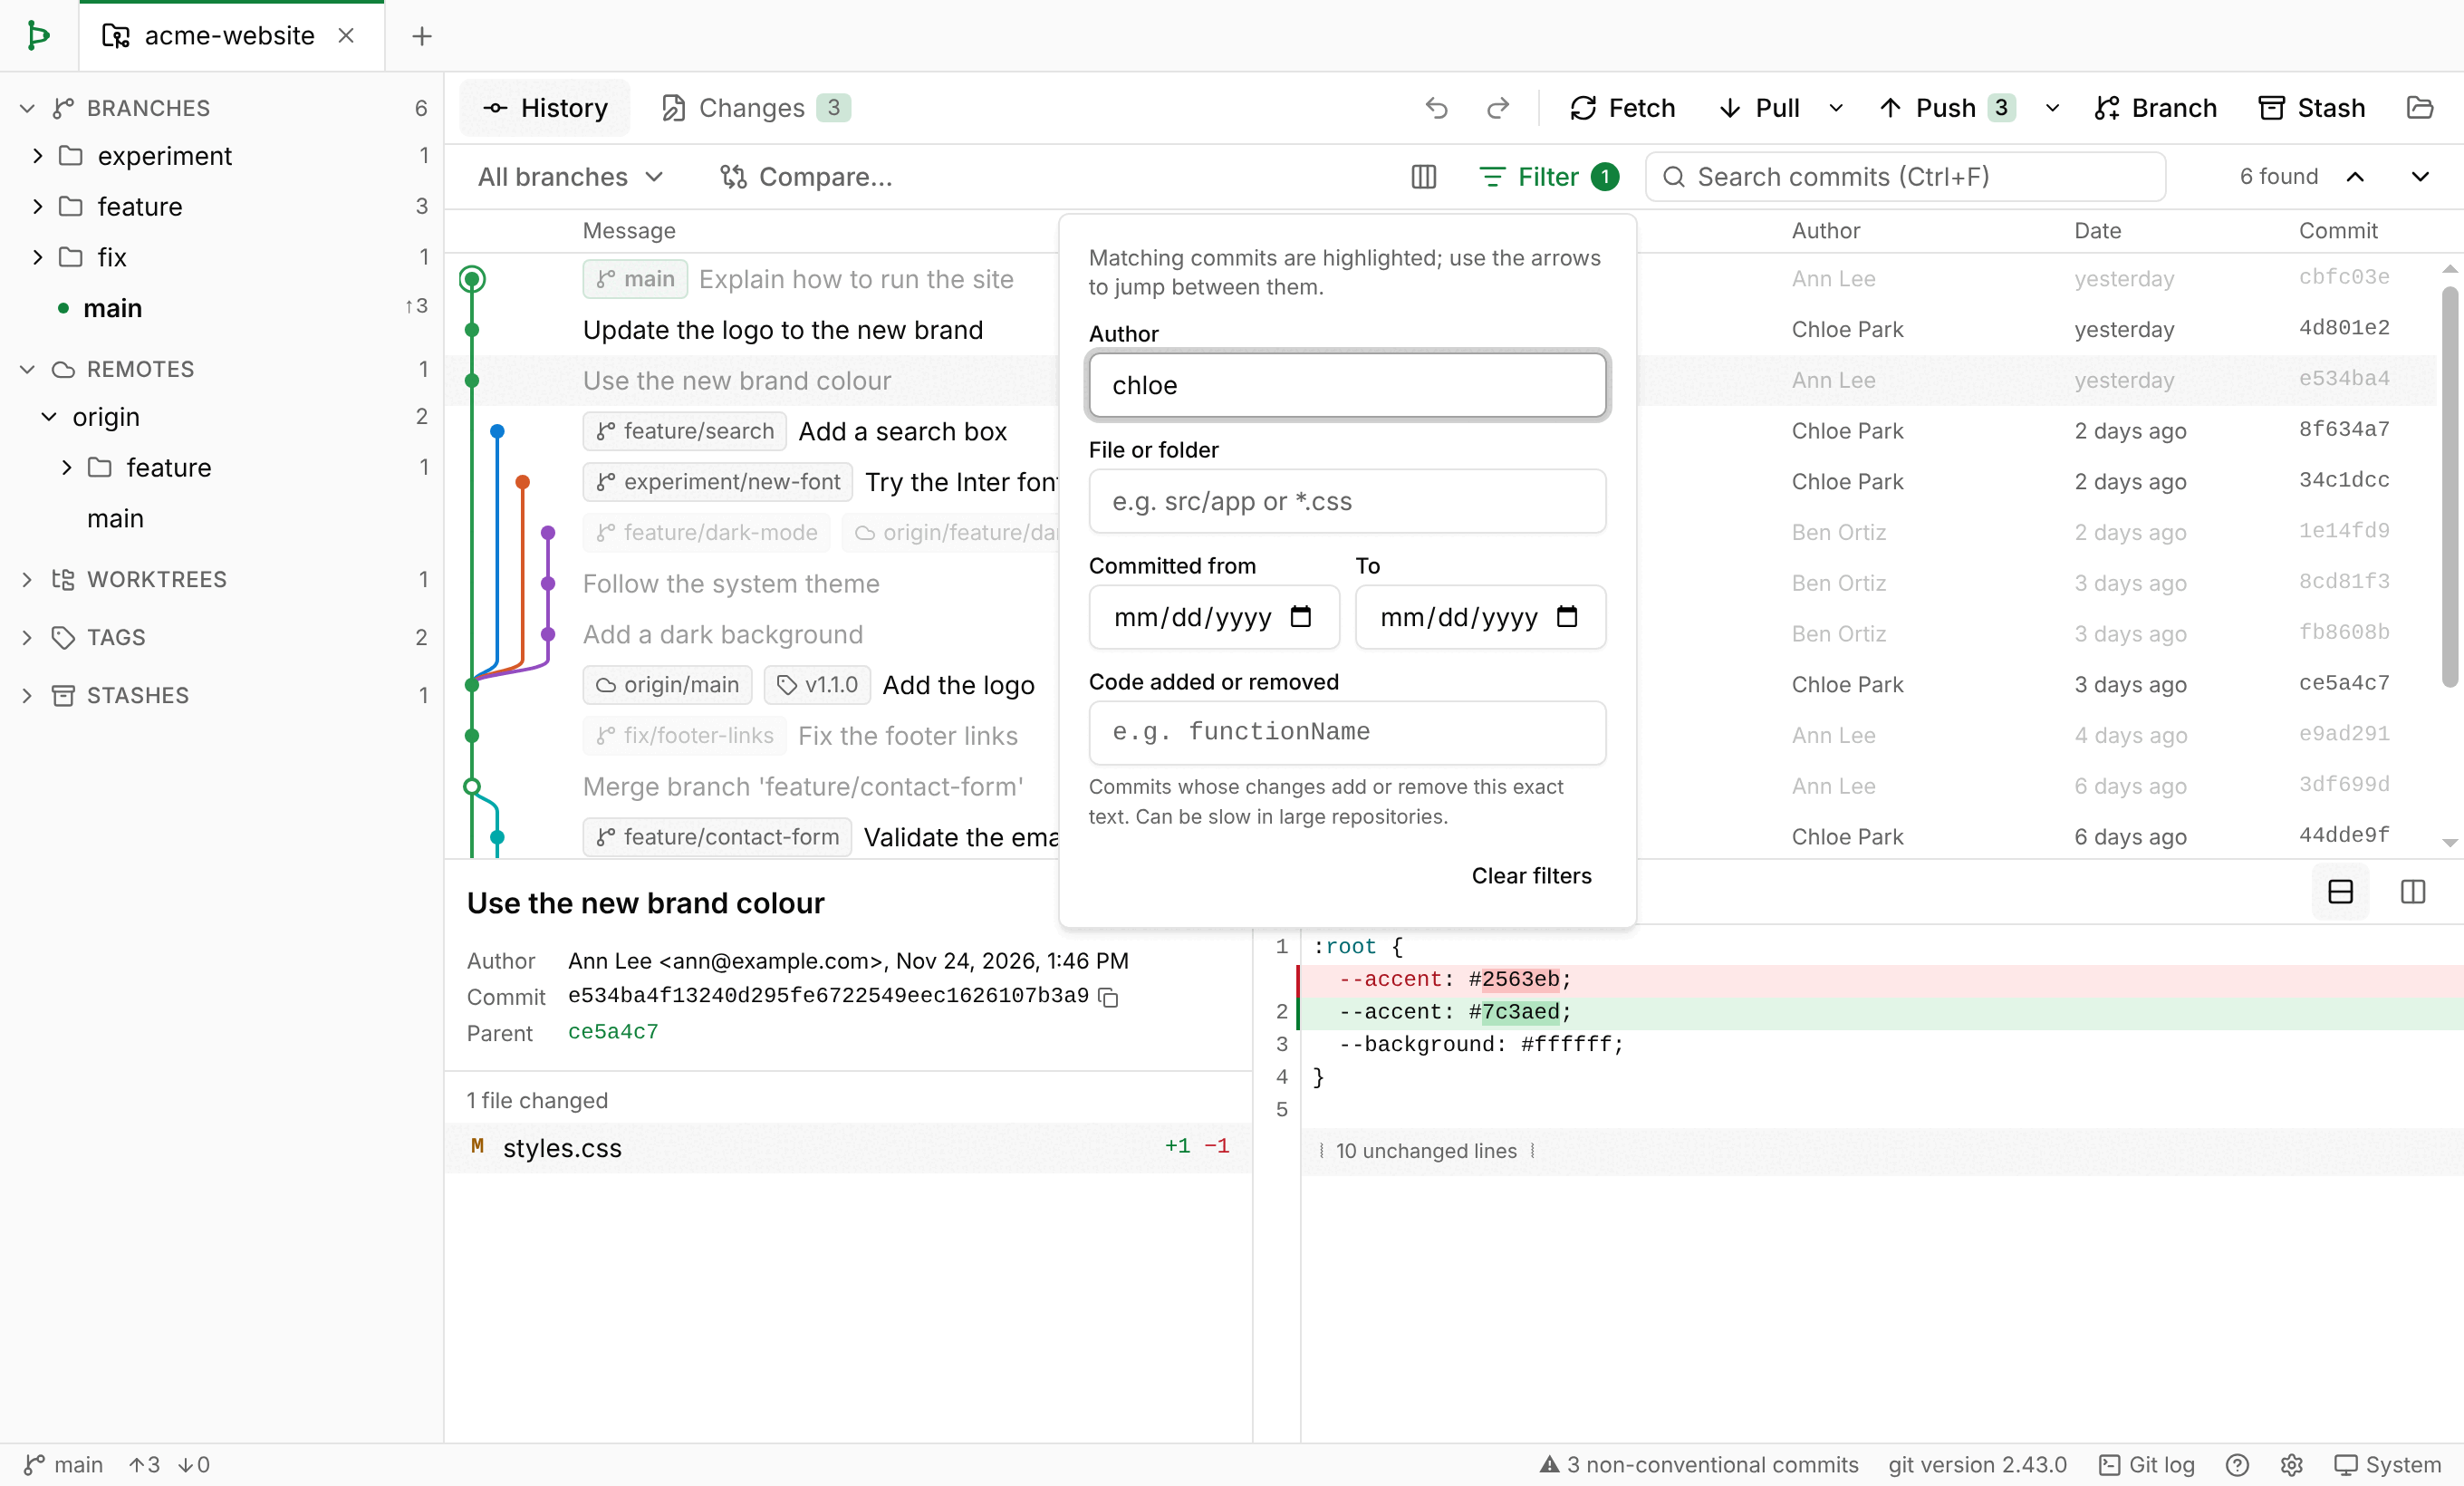 acme-website
BRANCHES 6
experiment 1
feature 3
fix 1
main ↑3
REMOTES 1
origin 2
feature 1
main
WORKTREES 1
TAGS 2
STASHES 1
History
Changes 3
Fetch
Pull
Push 3
Branch
Stash
All branches
Compare...
Filter 1
Search commits (Ctrl+F)
6 found
Message Author Date Commit
main Explain how to run the site Ann Lee yesterday cbfc03e
Update the logo to the new brand Chloe Park yesterday 4d801e2
Use the new brand colour Ann Lee yesterday e534ba4
feature/search Add a search box Chloe Park 2 days ago 8f634a7
experiment/new-font Try the Inter Chloe Park 2 days ago 34c1dcc
feature/dark-mode Ben Ortiz 2 days ago 1e14fd9
Follow the system theme Ben Ortiz 3 days ago 8cd81f3
Add a dark background Ben Ortiz 3 days ago fb8608b
origin/main v1.1.0 Add the logo Chloe Park 3 days ago ce5a4c7
fix/footer-links Fix the footer links Ann Lee 4 days ago e9ad291
Merge branch 'feature/contact-form' Ann Lee 6 days ago 3df699d
feature/contact-form Validate the Chloe Park 6 days ago 44dde9f
Matching commits are highlighted; use the arrows
to jump between them.
Author
chloe
File or folder
e.g. src/app or *.css
Committed from To
mm/dd/yyyy mm/dd/yyyy
Code added or removed
e.g. functionName
Commits whose changes add or remove this exact
text. Can be slow in large repositories.
Clear filters
Use the new brand colour
Author Ann Lee <ann@example.com>, Nov 24, 2026, 1:46 PM
Commit e534ba4f13240d295fe6722549eec1626107b3a9
Parent ce5a4c7
1 file changed
M styles.css +1 −1
1 :root {
--accent: #2563eb;
2 --accent: #7c3aed;
3 --background: #ffffff;
4 }
5
10 unchanged lines
main ↑3 ↓0
3 non-conventional commits
git version 2.43.0
Git log
System